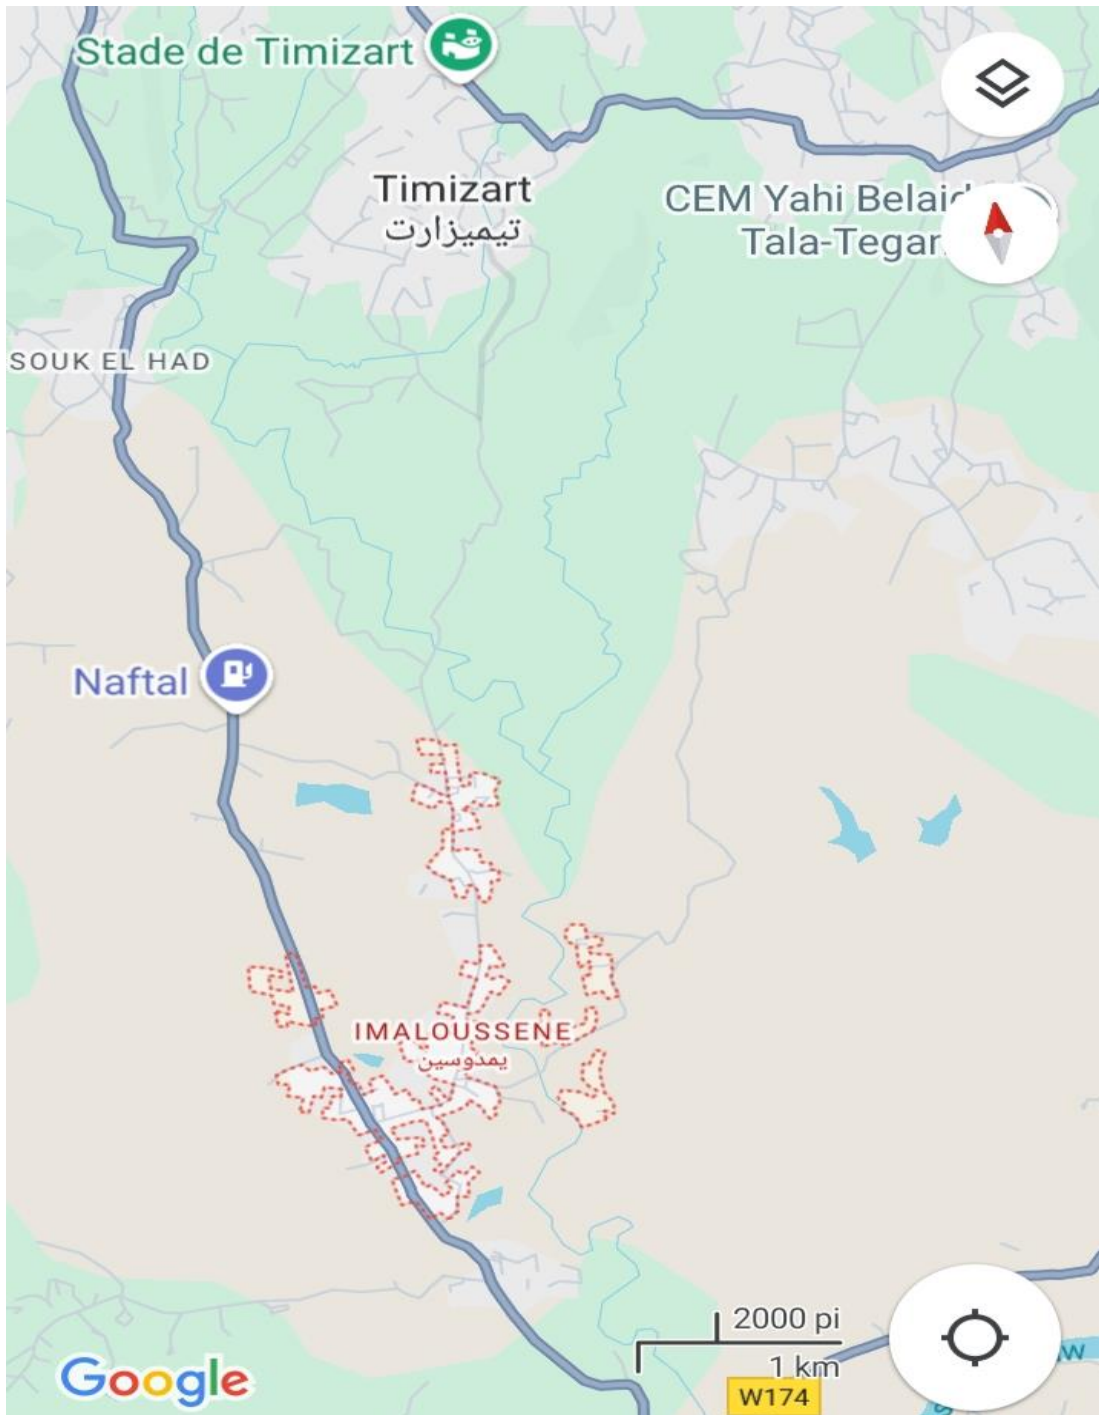 Stade de Timizart
Timizart
تيميزارت
CEM Yahi Belaid
Tala-Tegan
SOUK EL HAD
Naftal
IMALOUSSENE
يمدوسين
2000 pi
1 km
W174
Google